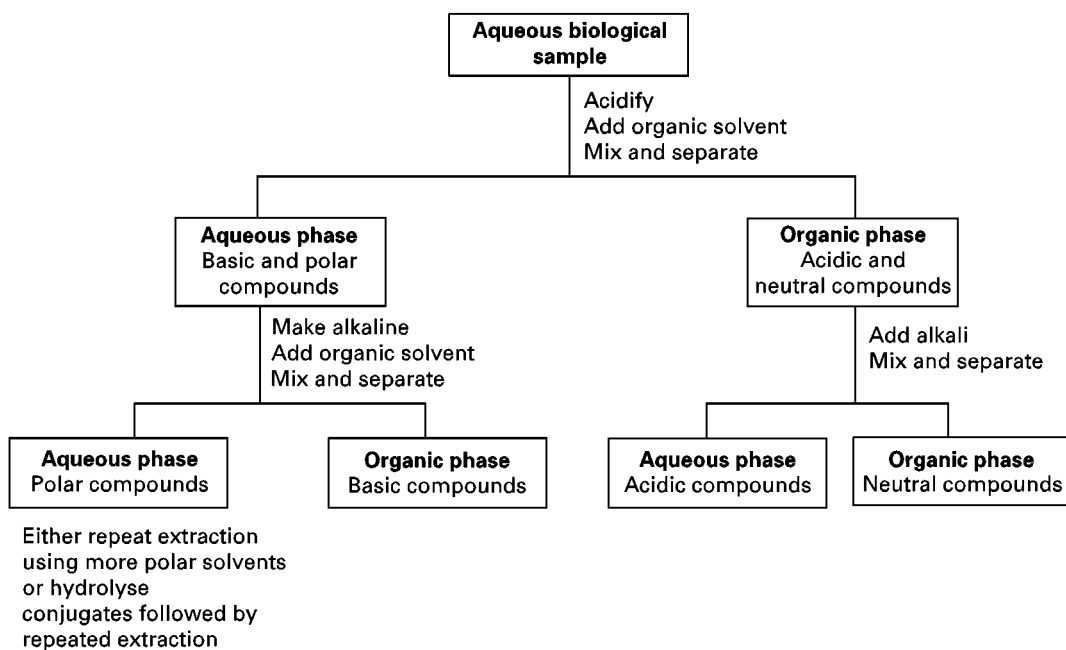 Aqueous biological
sample
Acidify
Add organic solvent
Mix and separate
Aqueous phase
Basic and polar
compounds
Organic phase
Acidic and
neutral compounds
Make alkaline
Add organic solvent
Mix and separate
Add alkali
Mix and separate
Aqueous phase
Polar compounds
Organic phase
Basic compounds
Aqueous phase
Acidic compounds
Organic phase
Neutral compounds
Either repeat extraction
using more polar solvents
or hydrolyse
conjugates followed by
repeated extraction